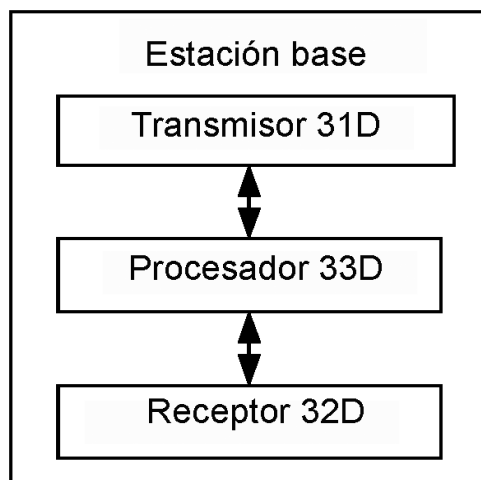 Estación base
Transmisor 31D
Procesador 33D
Receptor 32D